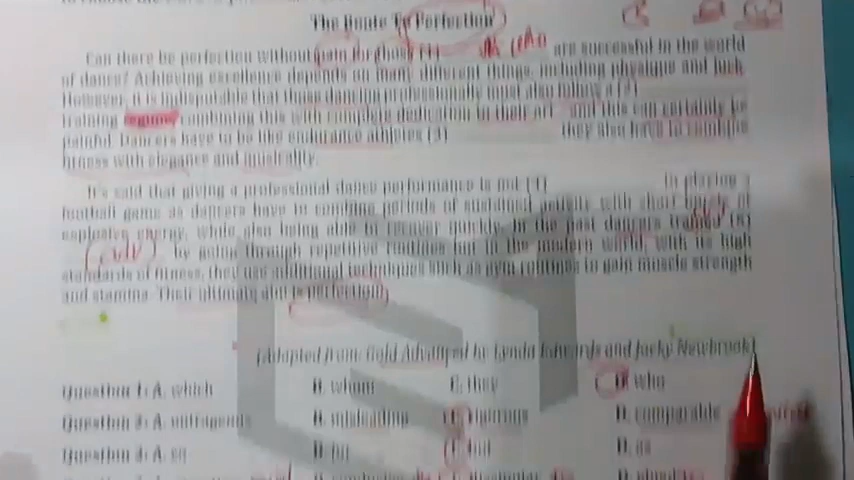 The Route To Perfection
Can there be perfection without pain for those (1) are successful in the world
of dance? Achieving excellence depends on many different things, including physique and luck.
However, it is indisputable that those dancing professionally must also follow a (2)
training regime combining this with complete dedication to their art and this can certainly be
painful. Dancers have to be like endurance athletes (3) they also have to combine
fitness with elegance and musicality.
It's said that giving a professional dance performance is not (4) to playing a
football game as dancers have to combine periods of sustained activity with short bursts of
explosive energy, while also being able to recover quickly. In the past dancers trained (5)
by going through repetitive routines but in the modern world, with its high
standards of fitness, they use additional techniques such as gym routines to gain muscle strength
and stamina. Their ultimate aim is perfection!
(Adapted from: Gold Advanced by Lynda Edwards and Jacky Newbrook)
Question 1: A. which B. whom C. they D. who
Question 2: A. outrageous B. misleading C. rigorous D. comparable
Question 3: A. so B. nor C. but D. as